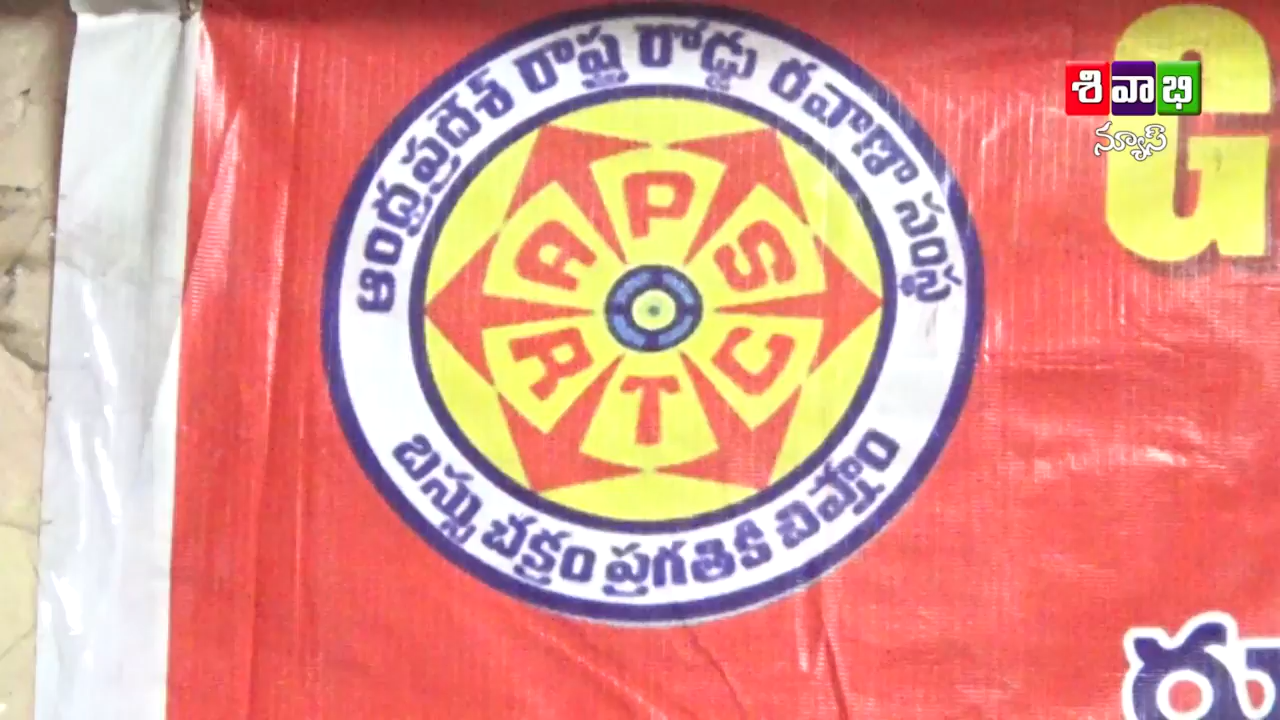 ఆంధ్రప్రదేశ్ రాష్ట్ర రోడ్డు రవాణా సంస్థ
APSRTC
బస్సు చక్రం ప్రగతికి చిహ్నం
G
శివాభి
న్యూస్